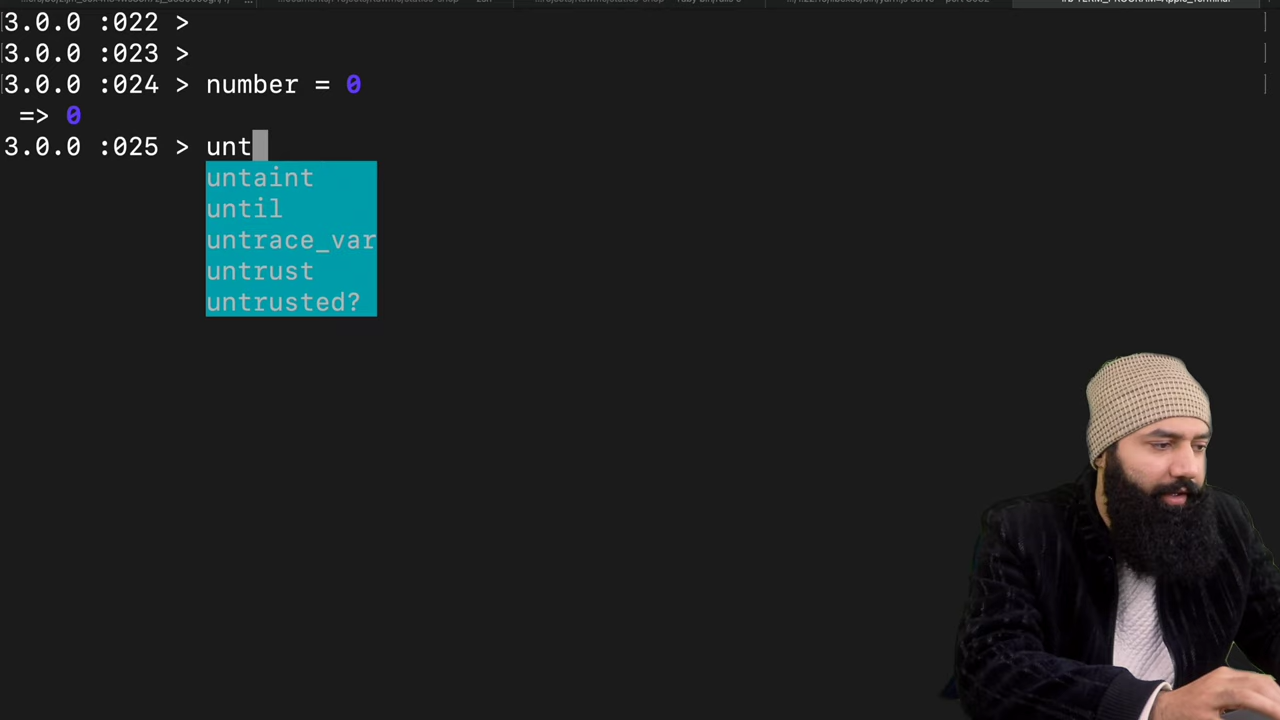 3.0.0 :022 >
3.0.0 :023 >
3.0.0 :024 > number = 0
=> 0
3.0.0 :025 > unt
untaint
until
untrace_var
untrust
untrusted?